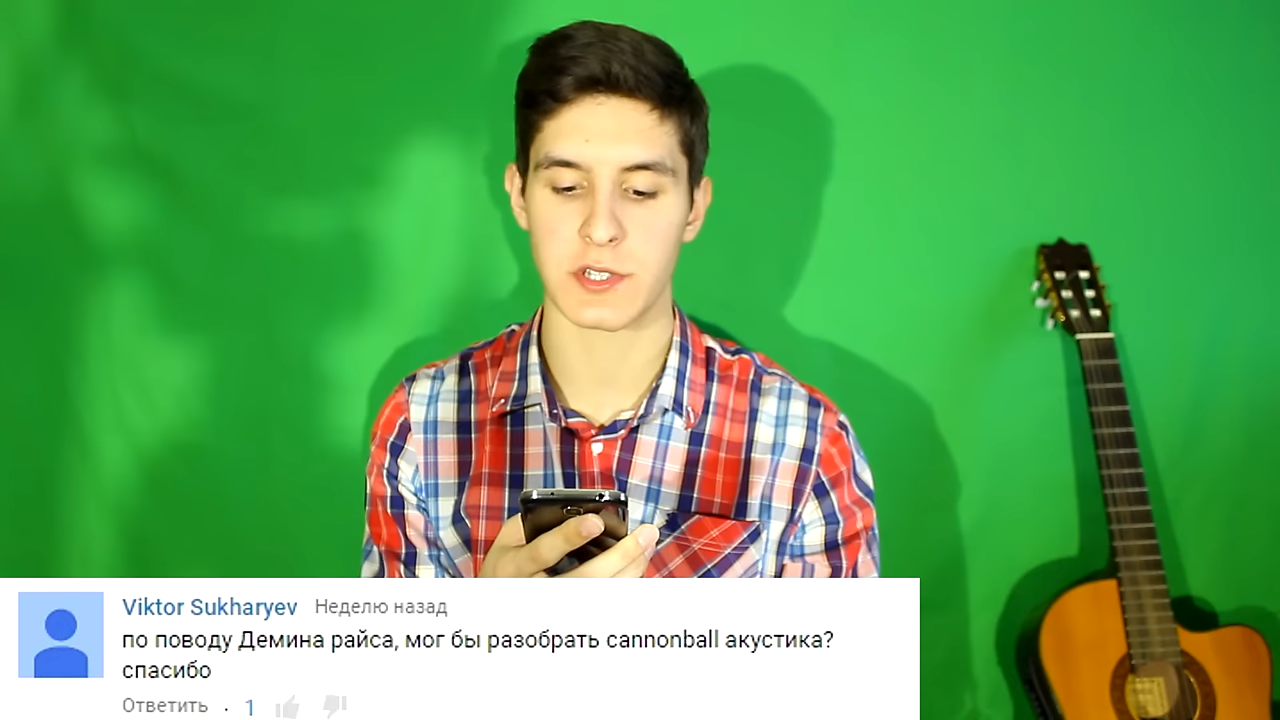 Viktor Sukharyev Неделю назад
по поводу Демина райса, мог бы разобрать cannonball акустика?
спасибо
Ответить · 1